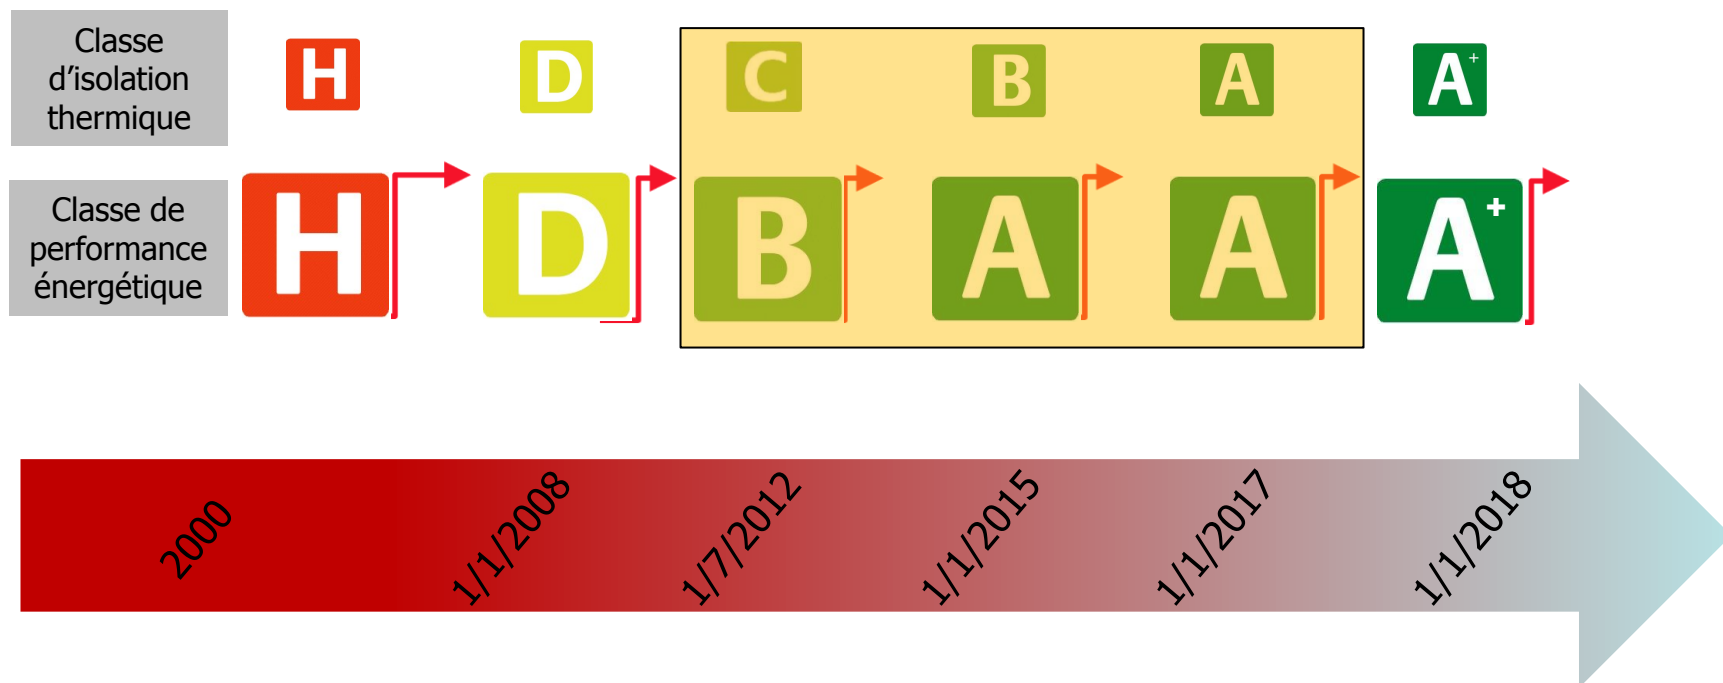 Classe
d’isolation
thermique
H
D
C
B
A
A+
Classe de
performance
énergétique
H
D
B
A
A
A+
2000
1/1/2008
1/7/2012
1/1/2015
1/1/2017
1/1/2018